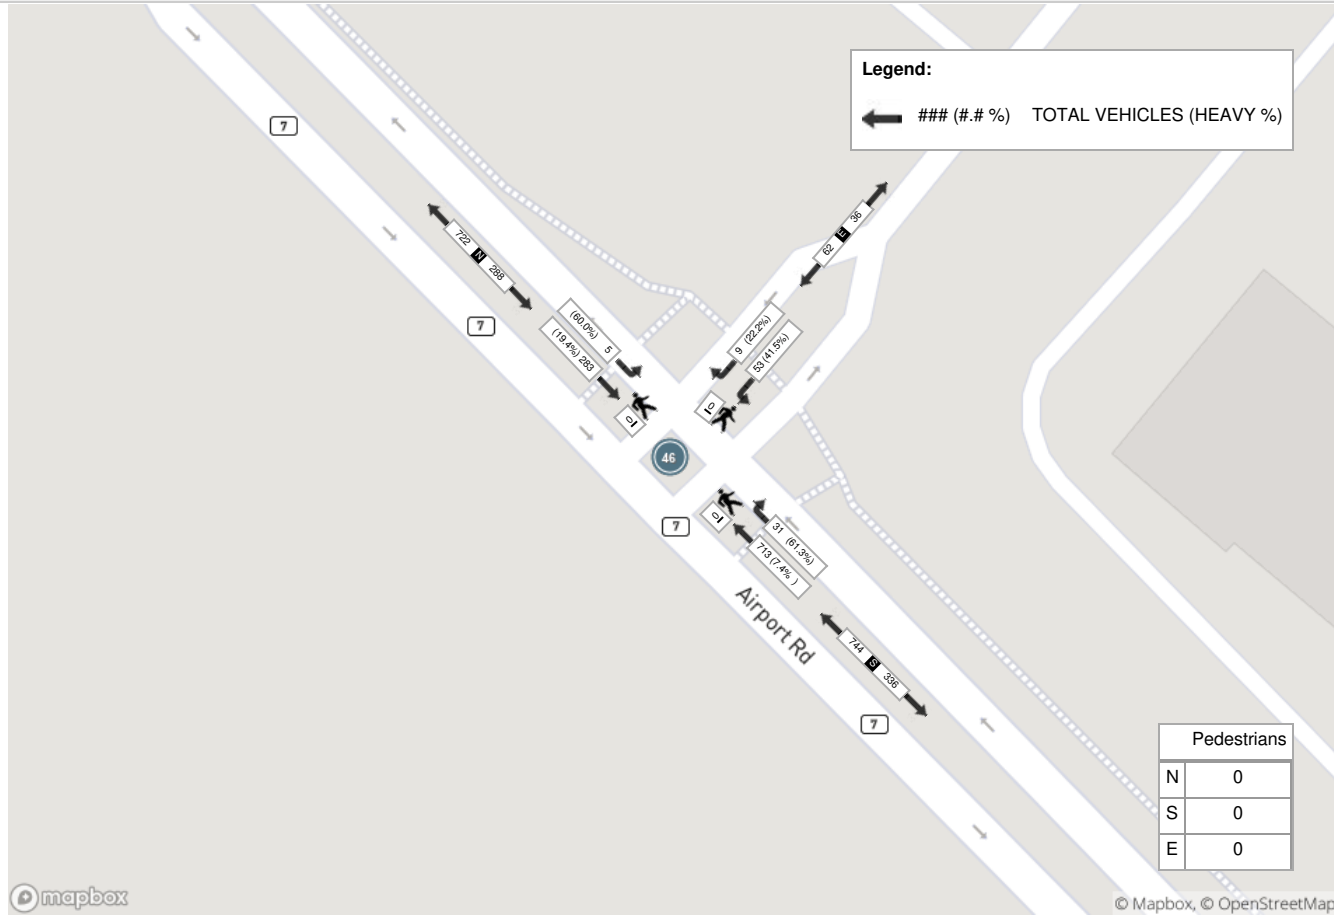 Legend:
### (#.# %) TOTAL VEHICLES (HEAVY %)
7
722 N 288
62 E 36
7
(60.0%) 5
(19.4%) 283
9 (22.2%)
53 (41.5%)
0
0
46
0
7
31 (61.3%)
713 (7.4% )
Airport Rd
744 S 336
7
Pedestrians
N 0
S 0
E 0
mapbox
© Mapbox, © OpenStreetMap